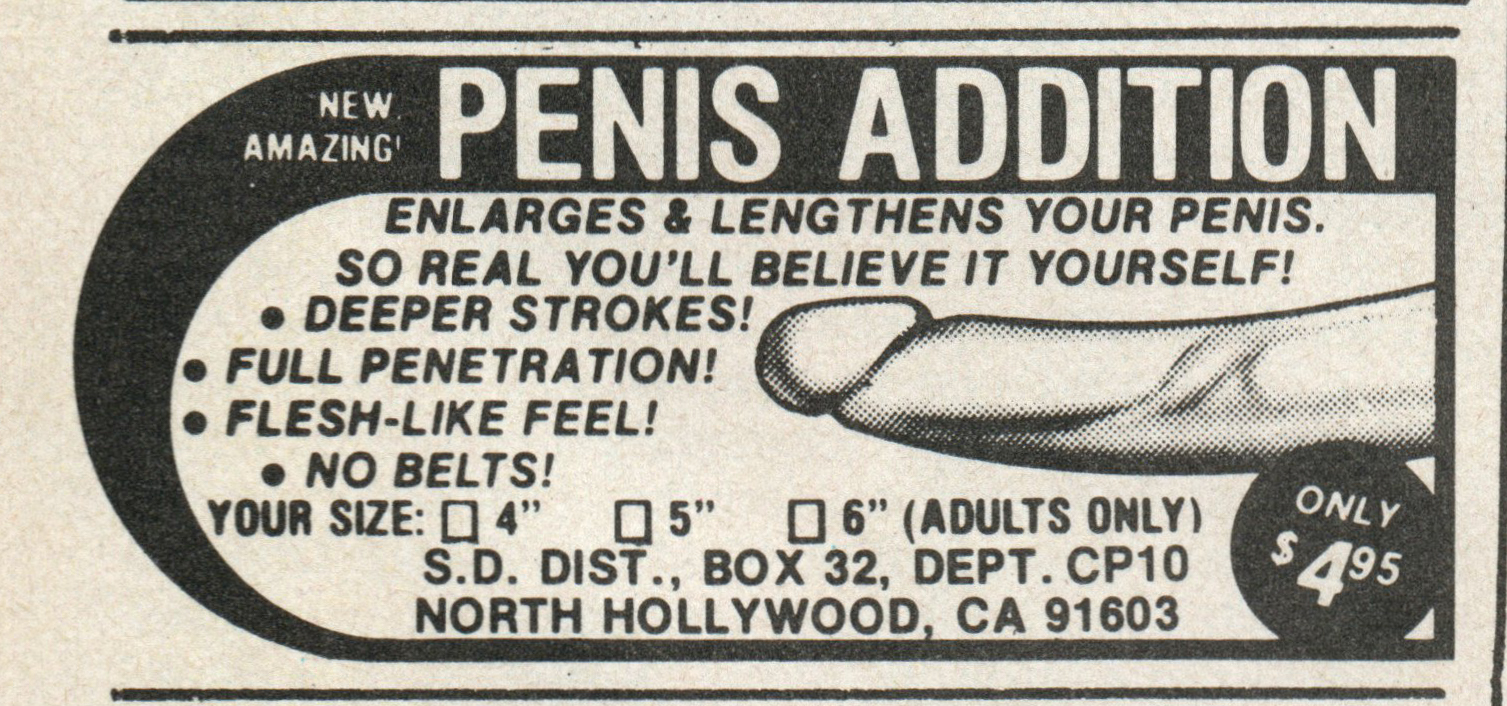 NEW.
AMAZING!
PENIS ADDITION
ENLARGES & LENGTHENS YOUR PENIS.
SO REAL YOU'LL BELIEVE IT YOURSELF!
• DEEPER STROKES!
• FULL PENETRATION!
• FLESH-LIKE FEEL!
• NO BELTS!
YOUR SIZE: □ 4” □ 5” □ 6” (ADULTS ONLY)
S.D. DIST., BOX 32, DEPT. CP10
NORTH HOLLYWOOD, CA 91603
ONLY
$4 95